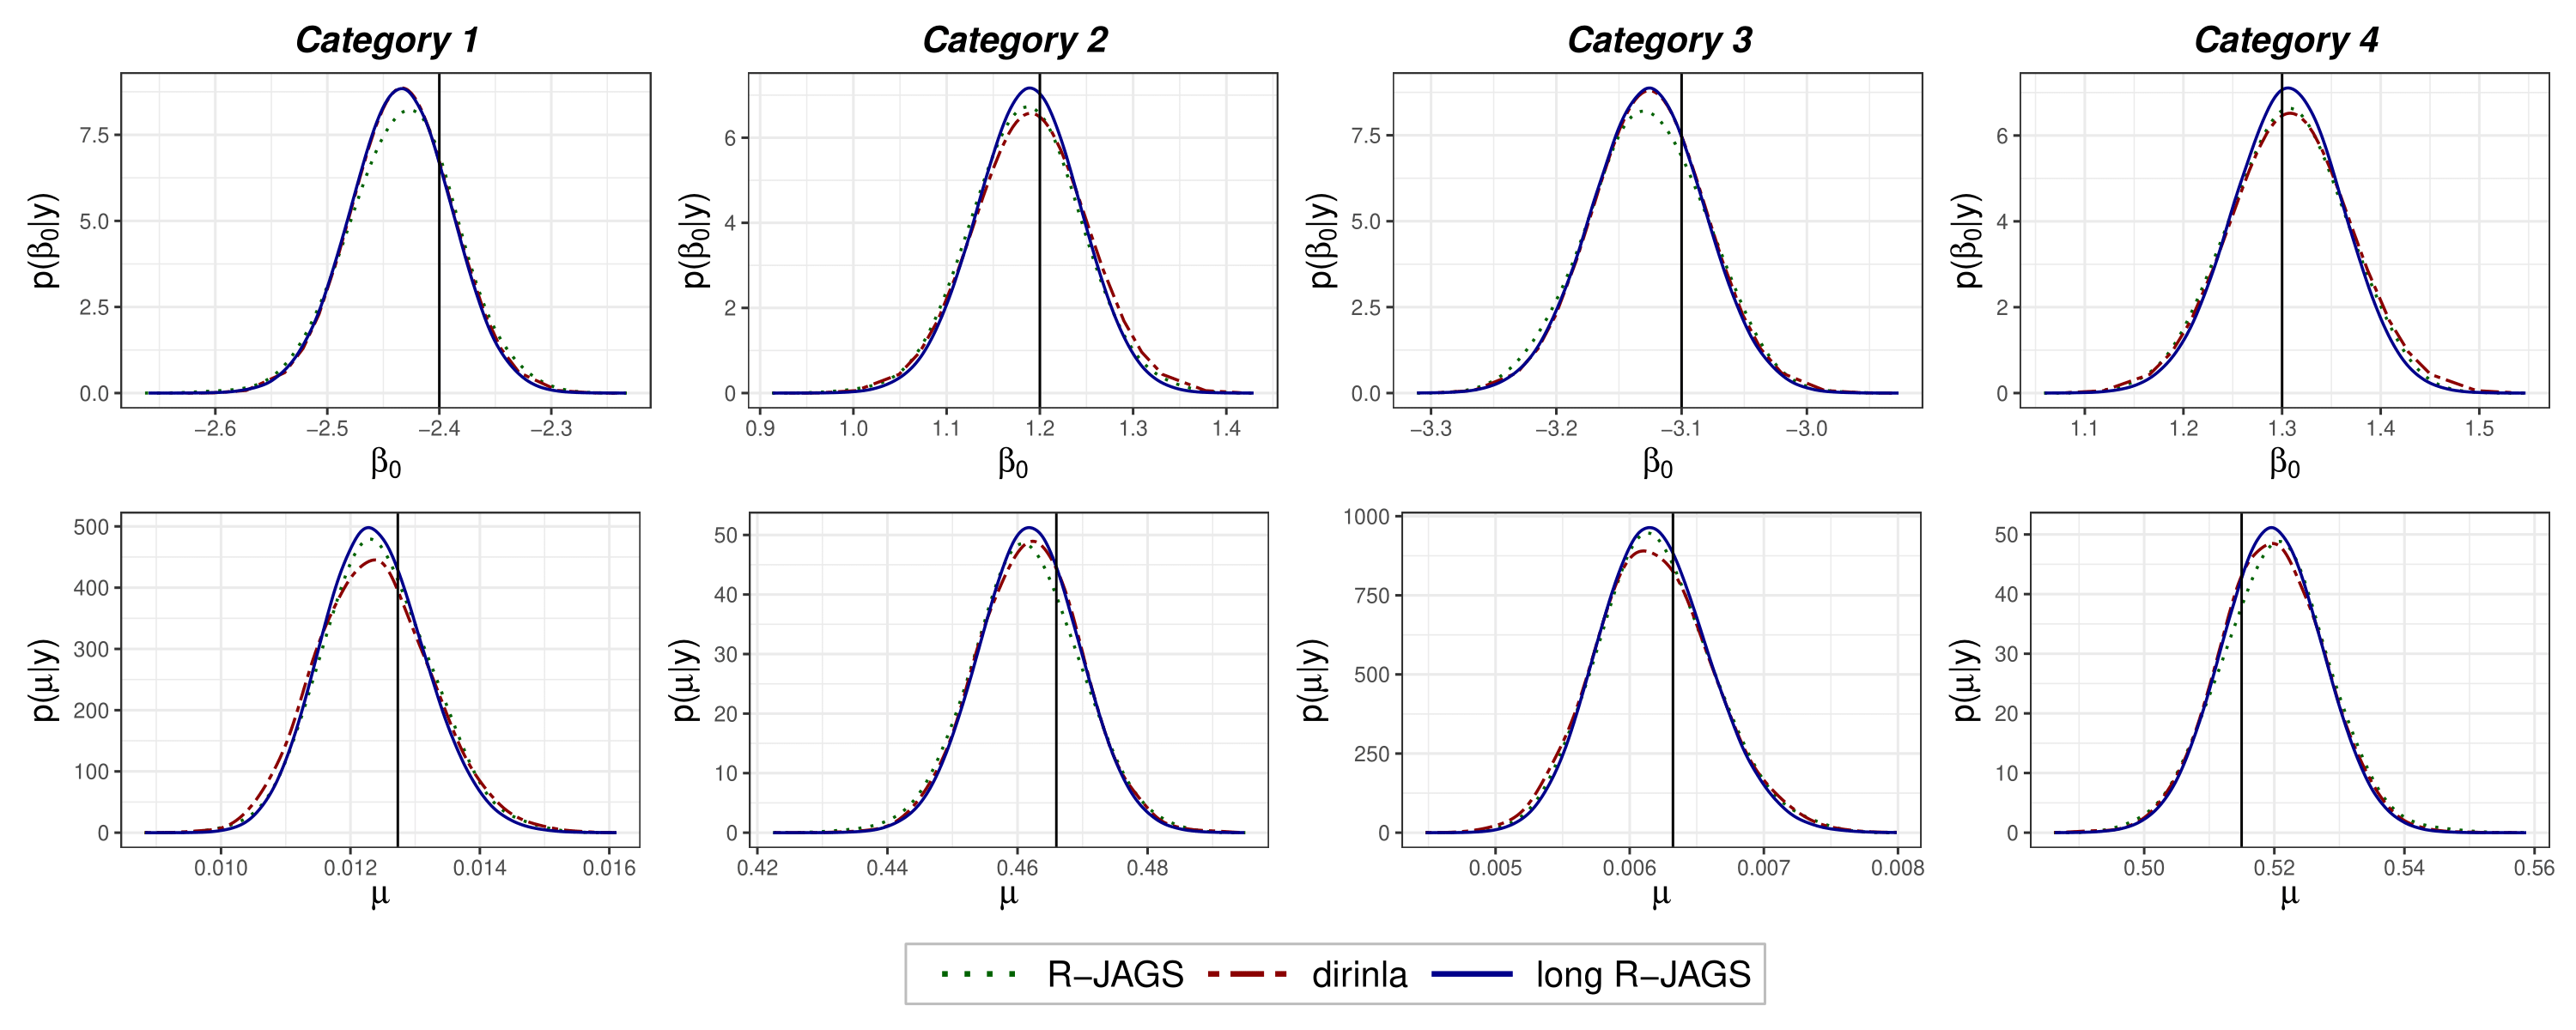 Category 1 Category 2 Category 3 Category 4
p(β₀|y) 7.5 5.0 2.5 0.0
−2.6 −2.5 −2.4 −2.3
β₀
p(β₀|y) 6 4 2 0
0.9 1.0 1.1 1.2 1.3 1.4
β₀
p(β₀|y) 7.5 5.0 2.5 0.0
−3.3 −3.2 −3.1 −3.0
β₀
p(β₀|y) 6 4 2 0
1.1 1.2 1.3 1.4 1.5
β₀
p(μ|y) 500 400 300 200 100 0
0.010 0.012 0.014 0.016
μ
p(μ|y) 50 40 30 20 10 0
0.42 0.44 0.46 0.48
μ
p(μ|y) 1000 750 500 250 0
0.005 0.006 0.007 0.008
μ
p(μ|y) 50 40 30 20 10 0
0.50 0.52 0.54 0.56
μ
R−JAGS dirinla long R−JAGS